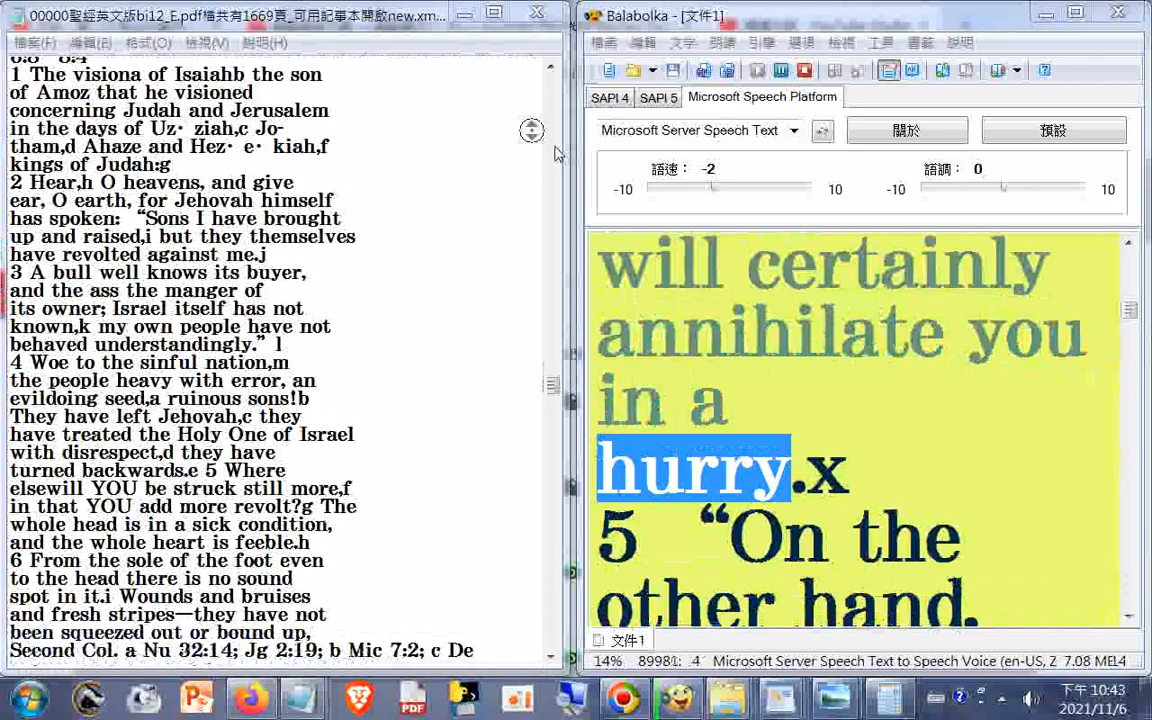 00000聖經英文版bi12_E.pdf檔共有1669頁_可用記事本開啟new.xm...
檔案(F) 編輯(E) 格式(O) 檢視(V) 說明(H)
1 The visiona of Isaiahb the son
of Amoz that he visioned
concerning Judah and Jerusalem
in the days of Uz· ziah,c Jo-
tham,d Ahaze and Hez· e· kiah,f
kings of Judah:g
2 Hear,h O heavens, and give
ear, O earth, for Jehovah himself
has spoken: “Sons I have brought
up and raised,i but they themselves
have revolted against me.j
3 A bull well knows its buyer,
and the ass the manger of
its owner; Israel itself has not
known,k my own people have not
behaved understandingly.” l
4 Woe to the sinful nation,m
the people heavy with error, an
evildoing seed,a ruinous sons!b
They have left Jehovah,c they
have treated the Holy One of Israel
with disrespect,d they have
turned backwards.e 5 Where
elsewill YOU be struck still more,f
in that YOU add more revolt?g The
whole head is in a sick condition,
and the whole heart is feeble.h
6 From the sole of the foot even
to the head there is no sound
spot in it.i Wounds and bruises
and fresh stripes—they have not
been squeezed out or bound up,
Second Col. a Nu 32:14; Jg 2:19; b Mic 7:2; c De
Balabolka - [文件1]
檔案 編輯 文字 朗讀 引擎 選項 檢視 工具 書籤 說明
SAPI 4 SAPI 5 Microsoft Speech Platform
Microsoft Server Speech Text 關於 預設
語速： -2 語調： 0
-10 10 -10 10
will certainly
annihilate you
in a
hurry.x
5 “On the
other hand,
文件1
14% Microsoft Server Speech Text to Speech Voice (en-US, Z
PDF
下午 10:43
2021/11/6